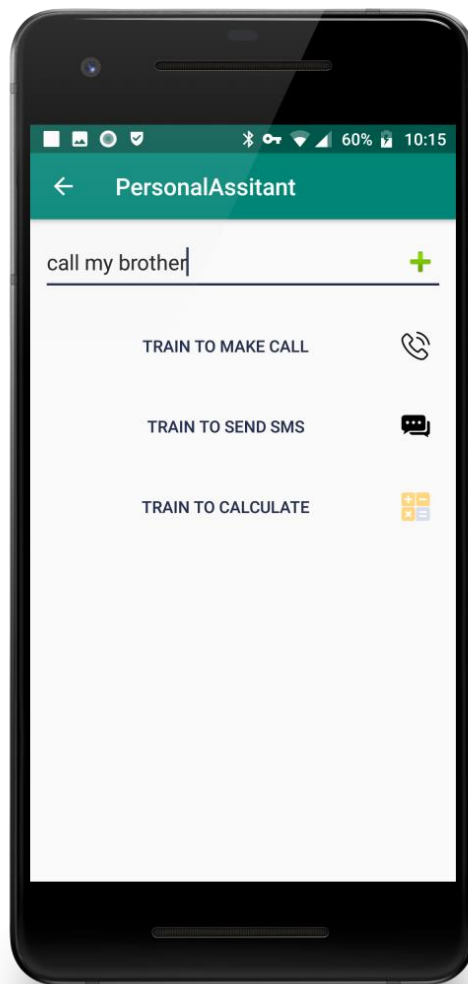 60% 10:15
PersonalAssitant
call my brother
TRAIN TO MAKE CALL
TRAIN TO SEND SMS
TRAIN TO CALCULATE